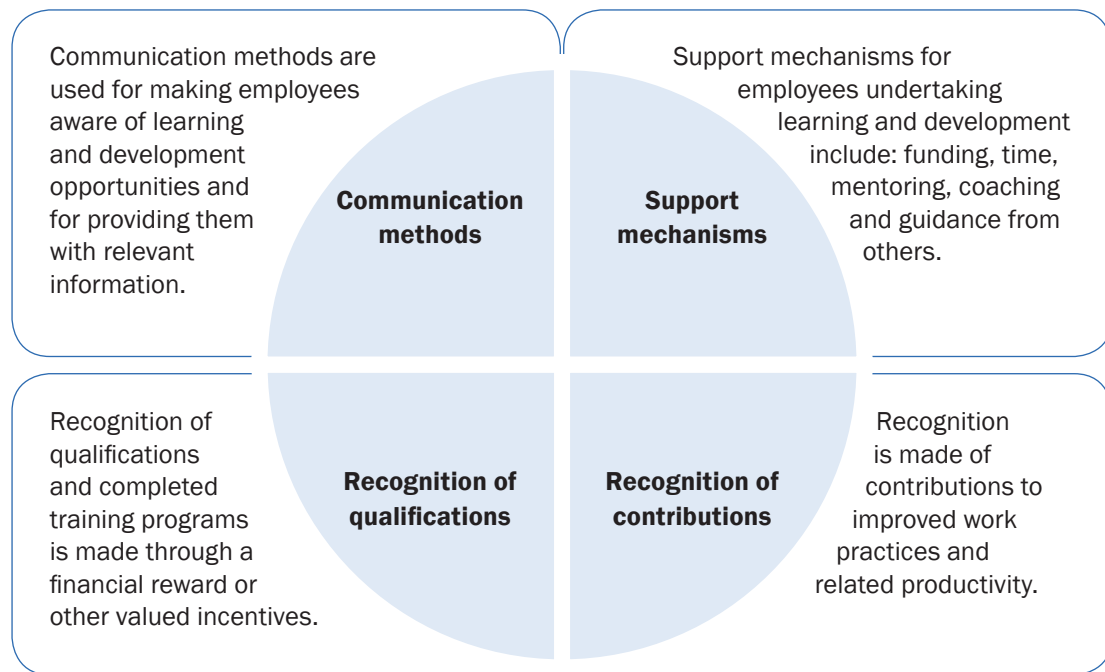 Communication methods are
used for making employees
aware of learning
and development
opportunities and
for providing them
with relevant
information.
Communication
methods
Support
mechanisms
Support mechanisms for
employees undertaking
learning and development
include: funding, time,
mentoring, coaching
and guidance from
others.
Recognition of
qualifications
and completed
training programs
is made through a
financial reward or
other valued incentives.
Recognition of
qualifications
Recognition of
contributions
Recognition
is made of
contributions to
improved work
practices and
related productivity.